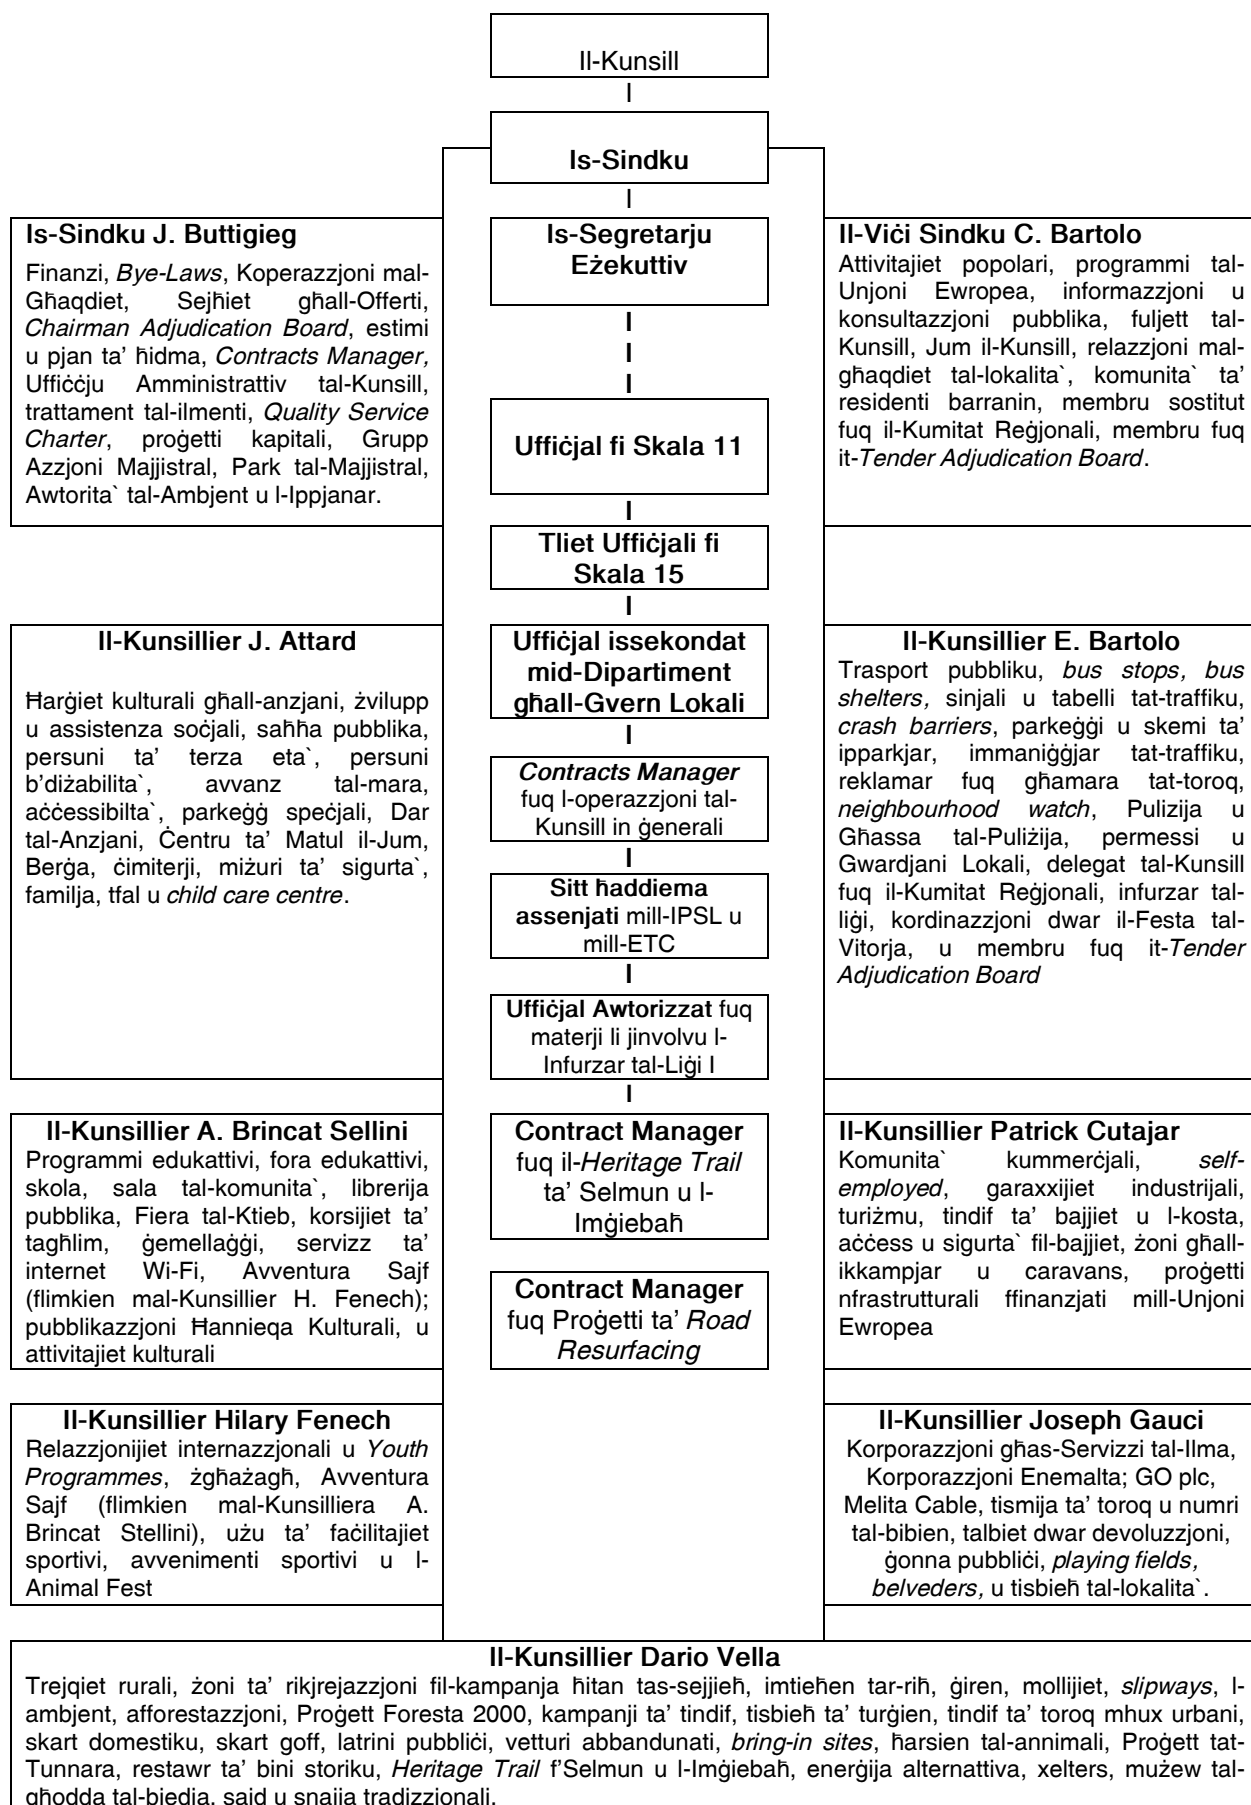 Il-Kunsill
Is-Sindku
Is-Sindku J. Buttigieg
Finanzi, Bye-Laws, Koperazzjoni mal-
Għaqdiet, Sejħiet għall-Offerti,
Chairman Adjudication Board, estimi
u pjan ta’ ħidma, Contracts Manager,
Uffiċċju Amministrattiv tal-Kunsill,
trattament tal-ilmenti, Quality Service
Charter, proġetti kapitali, Grupp
Azzjoni Majjistral, Park tal-Majjistral,
Awtorita` tal-Ambjent u l-Ippjanar.
Is-Segretarju
Eżekuttiv
Il-Viċi Sindku C. Bartolo
Attivitajiet popolari, programmi tal-
Unjoni Ewropea, informazzjoni u
konsultazzjoni pubblika, fuljett tal-
Kunsill, Jum il-Kunsill, relazzjoni mal-
għaqdiet tal-lokalita`, komunita` ta’
residenti barranin, membru sostitut
fuq il-Kumitat Reġjonali, membru fuq
it-Tender Adjudication Board.
Uffiċjal fi Skala 11
Tliet Uffiċjali fi
Skala 15
Il-Kunsillier J. Attard
Ħarġiet kulturali għall-anzjani, żvilupp
u assistenza soċjali, saħħa pubblika,
persuni ta’ terza eta`, persuni
b’diżabilita`, avvanz tal-mara,
aċċessibilta`, parkeġġ speċjali, Dar
tal-Anzjani, Ċentru ta’ Matul il-Jum,
Berġa, ċimiterji, miżuri ta’ sigurta`,
familja, tfal u child care centre.
Uffiċjal issekondat
mid-Dipartiment
għall-Gvern Lokali
Il-Kunsillier E. Bartolo
Trasport pubbliku, bus stops, bus
shelters, sinjali u tabelli tat-traffiku,
crash barriers, parkeġġi u skemi ta’
ipparkjar, immaniġġjar tat-traffiku,
reklamar fuq għamara tat-toroq,
neighbourhood watch, Pulizija u
Għassa tal-Puliżija, permessi u
Gwardjani Lokali, delegat tal-Kunsill
fuq il-Kumitat Reġjonali, infurzar tal-
liġi, kordinazzjoni dwar il-Festa tal-
Vitorja, u membru fuq it-Tender
Adjudication Board
Contracts Manager
fuq l-operazzjoni tal-
Kunsill in ġenerali
Sitt ħaddiema
assenjati mill-IPSL u
mill-ETC
Uffiċjal Awtorizzat fuq
materji li jinvolvu l-
Infurzar tal-Liġi l
Il-Kunsillier A. Brincat Sellini
Programmi edukattivi, fora edukattivi,
skola, sala tal-komunita`, librerija
pubblika, Fiera tal-Ktieb, korsijiet ta’
tagħlim, ġemellaġġi, servizz ta’
internet Wi-Fi, Avventura Sajf
(flimkien mal-Kunsillier H. Fenech);
pubblikazzjoni Ħannieqa Kulturali, u
attivitajiet kulturali
Contract Manager
fuq il-Heritage Trail
ta’ Selmun u l-
Imġiebaħ
Il-Kunsillier Patrick Cutajar
Komunita` kummerċjali, self-
employed, garaxxijiet industrijali,
turiżmu, tindif ta’ bajjiet u l-kosta,
aċċess u sigurta` fil-bajjiet, żoni għall-
ikkampjar u caravans, proġetti
nfrastrutturali ffinanzjati mill-Unjoni
Ewropea
Contract Manager
fuq Proġetti ta’ Road
Resurfacing
Il-Kunsillier Hilary Fenech
Relazzjonijiet internazzjonali u Youth
Programmes, żgħażagħ, Avventura
Sajf (flimkien mal-Kunsilliera A.
Brincat Stellini), użu ta’ faċilitajiet
sportivi, avvenimenti sportivi u l-
Animal Fest
Il-Kunsillier Joseph Gauci
Korporazzjoni għas-Servizzi tal-Ilma,
Korporazzjoni Enemalta; GO plc,
Melita Cable, tismija ta’ toroq u numri
tal-bibien, talbiet dwar devoluzzjoni,
ġonna pubbliċi, playing fields,
belveders, u tisbieħ tal-lokalita`.
Il-Kunsillier Dario Vella
Trejqiet rurali, żoni ta’ rikjrejazzjoni fil-kampanja ħitan tas-sejjieħ, imtieħen tar-riħ, ġiren, mollijiet, slipways, l-
ambjent, afforestazzjoni, Proġett Foresta 2000, kampanji ta’ tindif, tisbieħ ta’ turġien, tindif ta’ toroq mhux urbani,
skart domestiku, skart goff, latrini pubbliċi, vetturi abbandunati, bring-in sites, ħarsien tal-annimali, Proġett tat-
Tunnara, restawr ta’ bini storiku, Heritage Trail f’Selmun u l-Imġiebaħ, enerġija alternattiva, xelters, mużew tal-
għodda tal-biedja, sajd u snajja tradizzjonali.